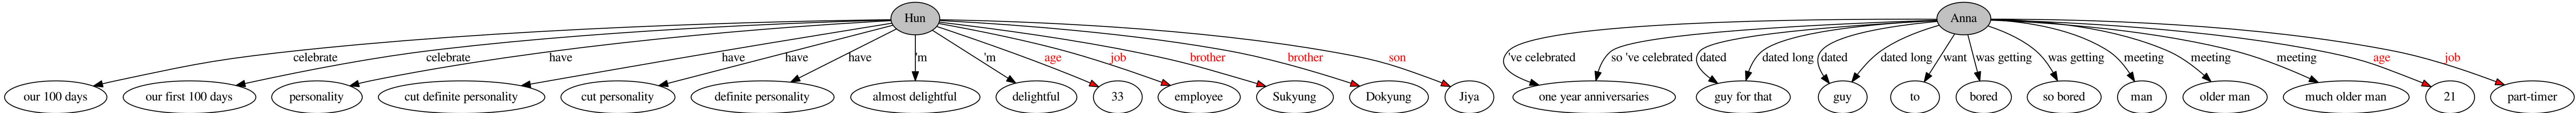 Hun Anna
celebrate celebrate have have have have 'm 'm age job brother brother son 've celebrated so 've celebrated dated dated long dated dated long want was getting was getting meeting meeting meeting age job
our 100 days our first 100 days personality cut definite personality cut personality definite personality almost delightful delightful 33 employee Sukyung Dokyung Jiya one year anniversaries guy for that guy to bored so bored man older man much older man 21 part-timer